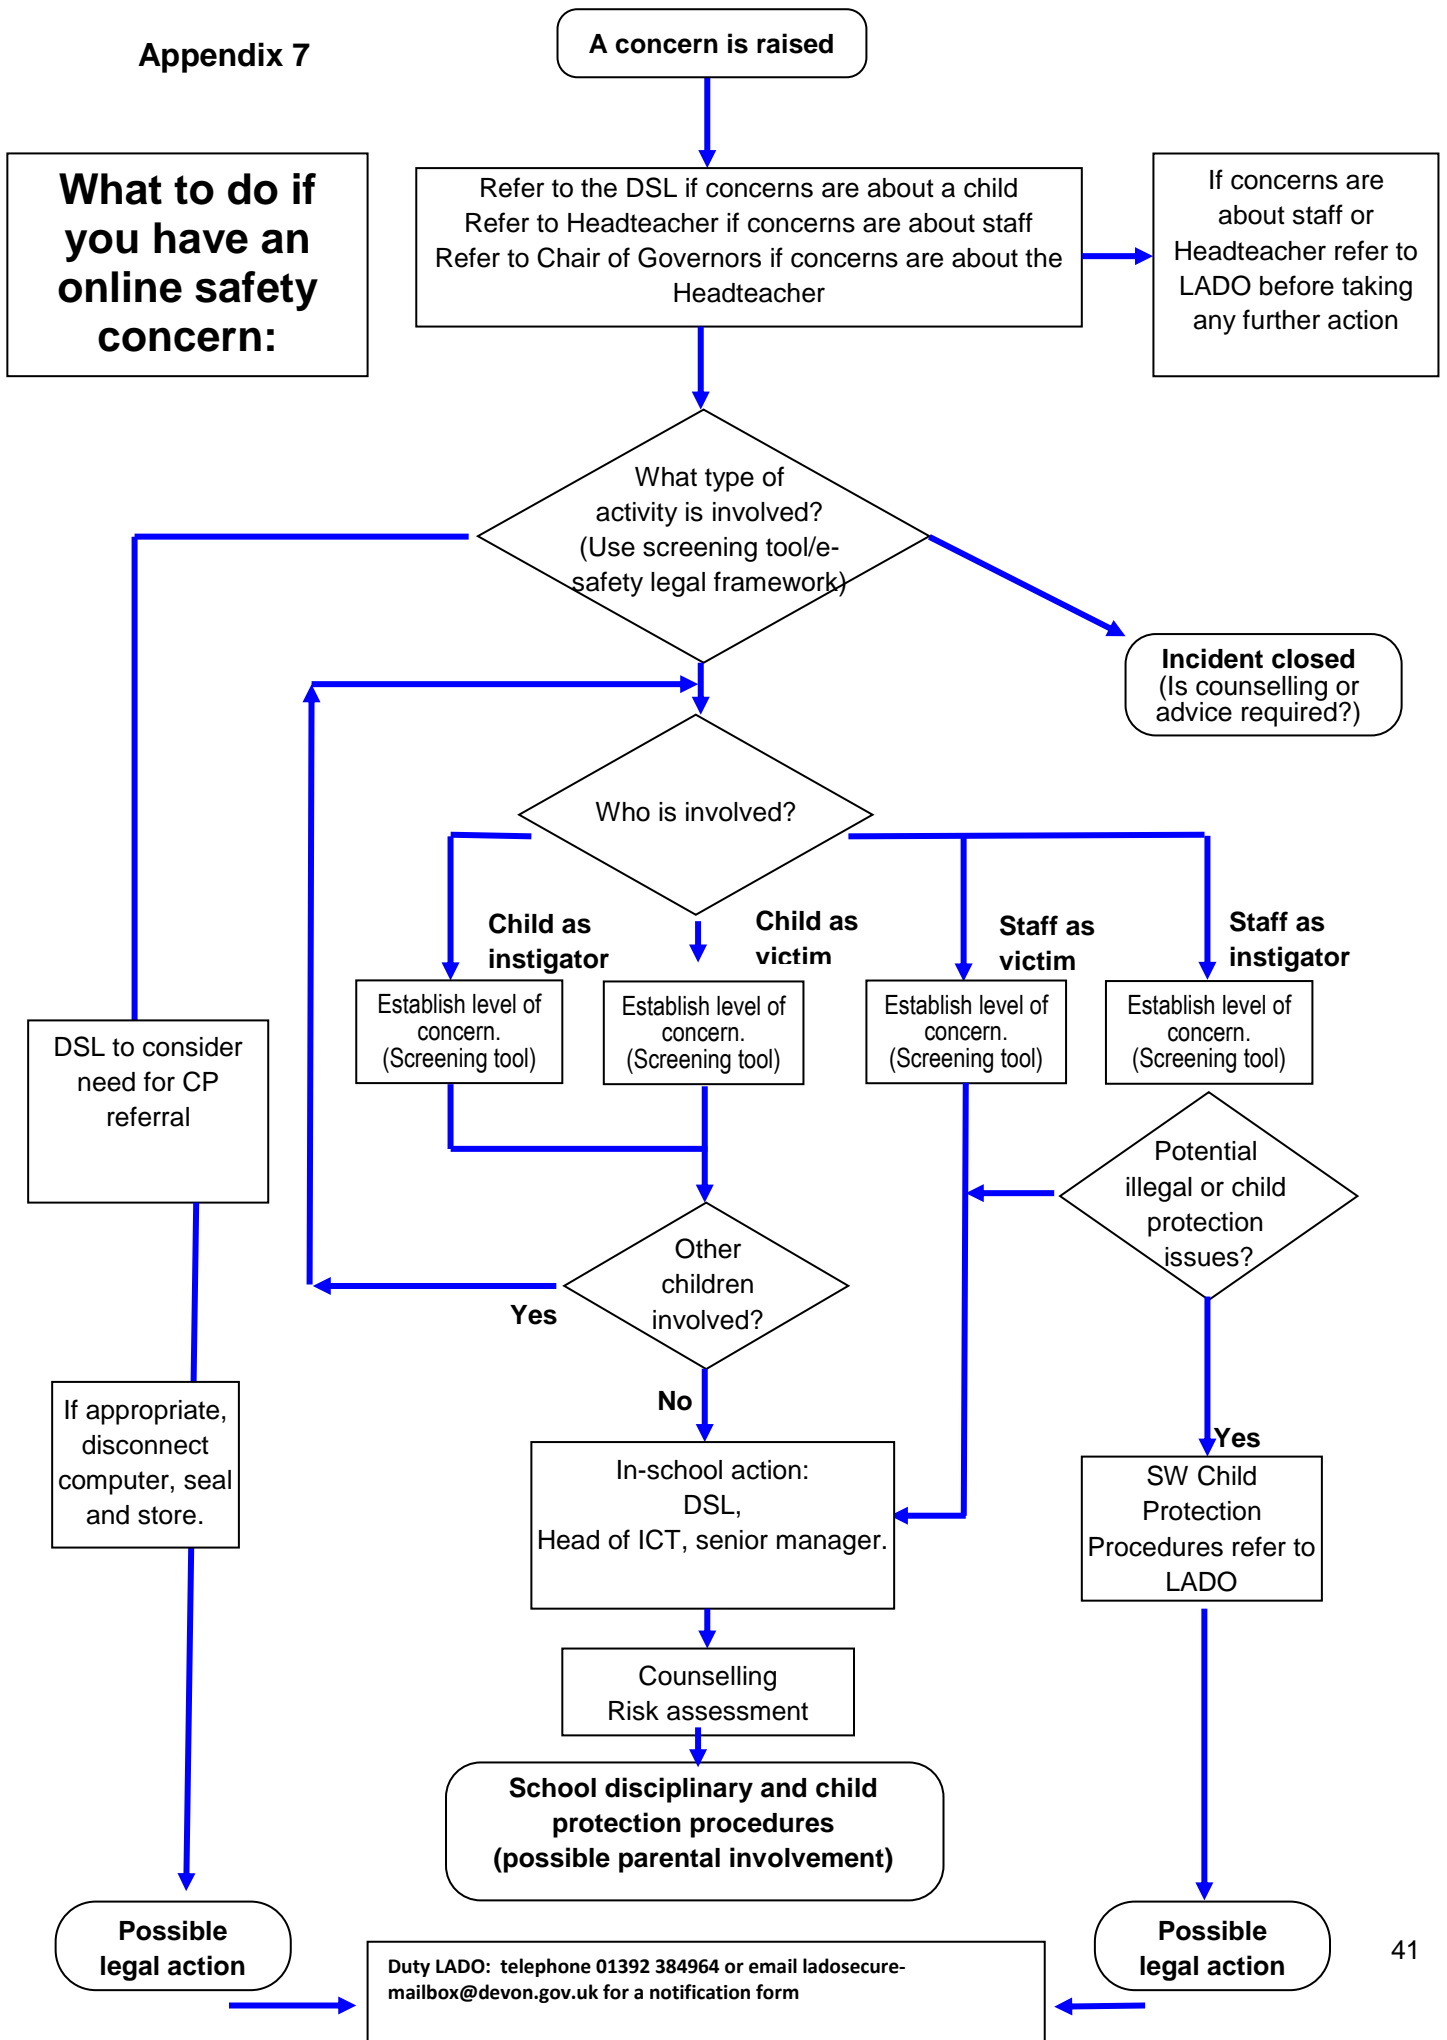 Appendix 7
A concern is raised
What to do if
you have an
online safety
concern:
Refer to the DSL if concerns are about a child
Refer to Headteacher if concerns are about staff
Refer to Chair of Governors if concerns are about the
Headteacher
If concerns are
about staff or
Headteacher refer to
LADO before taking
any further action
What type of
activity is involved?
(Use screening tool/e-
safety legal framework)
Incident closed
(Is counselling or
advice required?)
Who is involved?
Child as
instigator
Child as
victim
Staff as
victim
Staff as
instigator
Establish level of
concern.
(Screening tool)
Establish level of
concern.
(Screening tool)
Establish level of
concern.
(Screening tool)
Establish level of
concern.
(Screening tool)
DSL to consider
need for CP
referral
Potential
illegal or child
protection
issues?
Other
children
involved?
Yes
No
Yes
If appropriate,
disconnect
computer, seal
and store.
In-school action:
DSL,
Head of ICT, senior manager.
SW Child
Protection
Procedures refer to
LADO
Counselling
Risk assessment
School disciplinary and child
protection procedures
(possible parental involvement)
Possible
legal action
Possible
legal action
Duty LADO: telephone 01392 384964 or email ladosecure-
mailbox@devon.gov.uk for a notification form
41